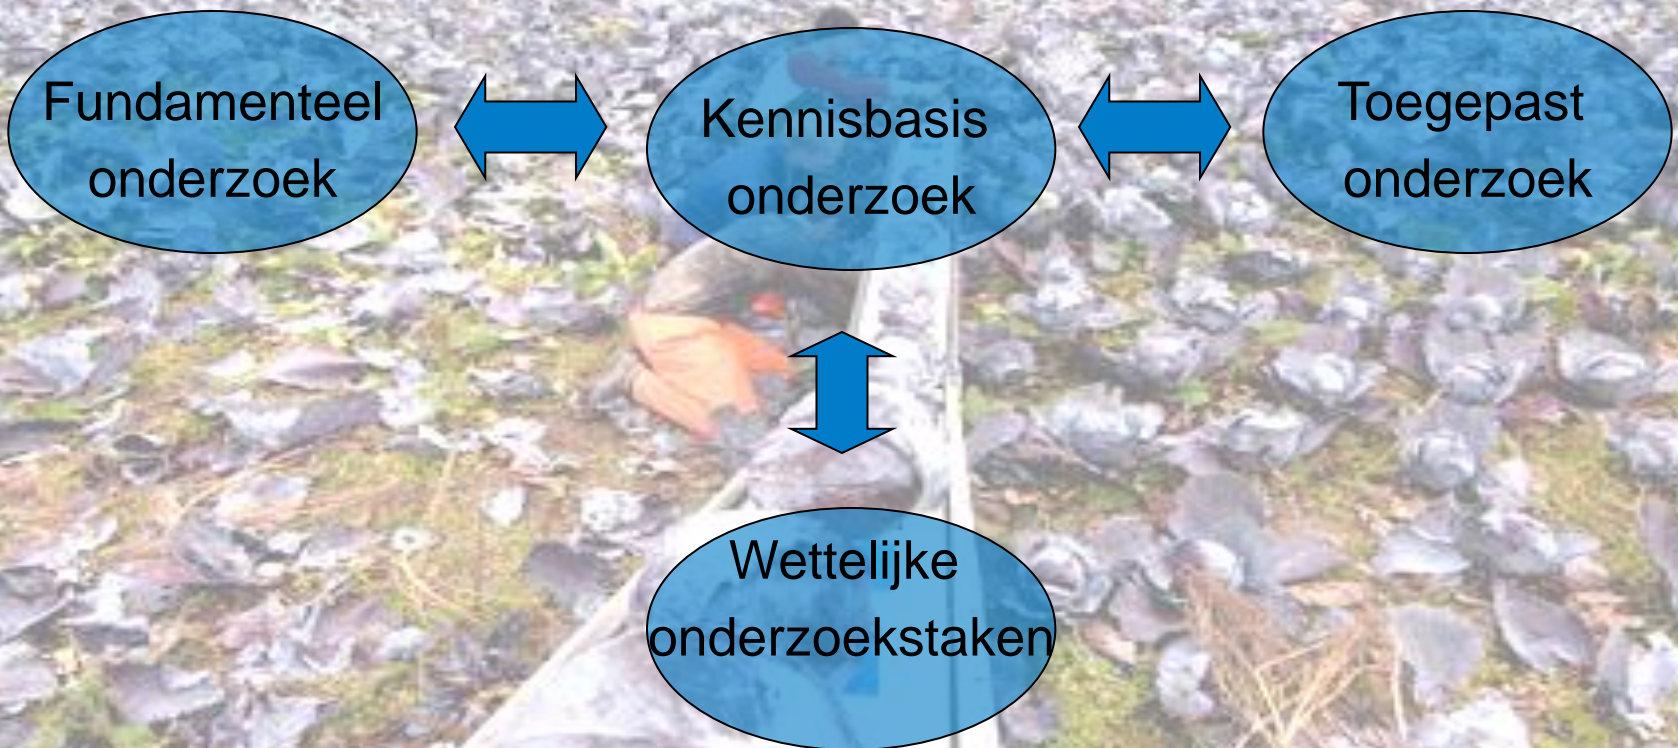 Fundamenteel
onderzoek
Kennisbasis
onderzoek
Toegepast
onderzoek
Wettelijke
onderzoekstaken